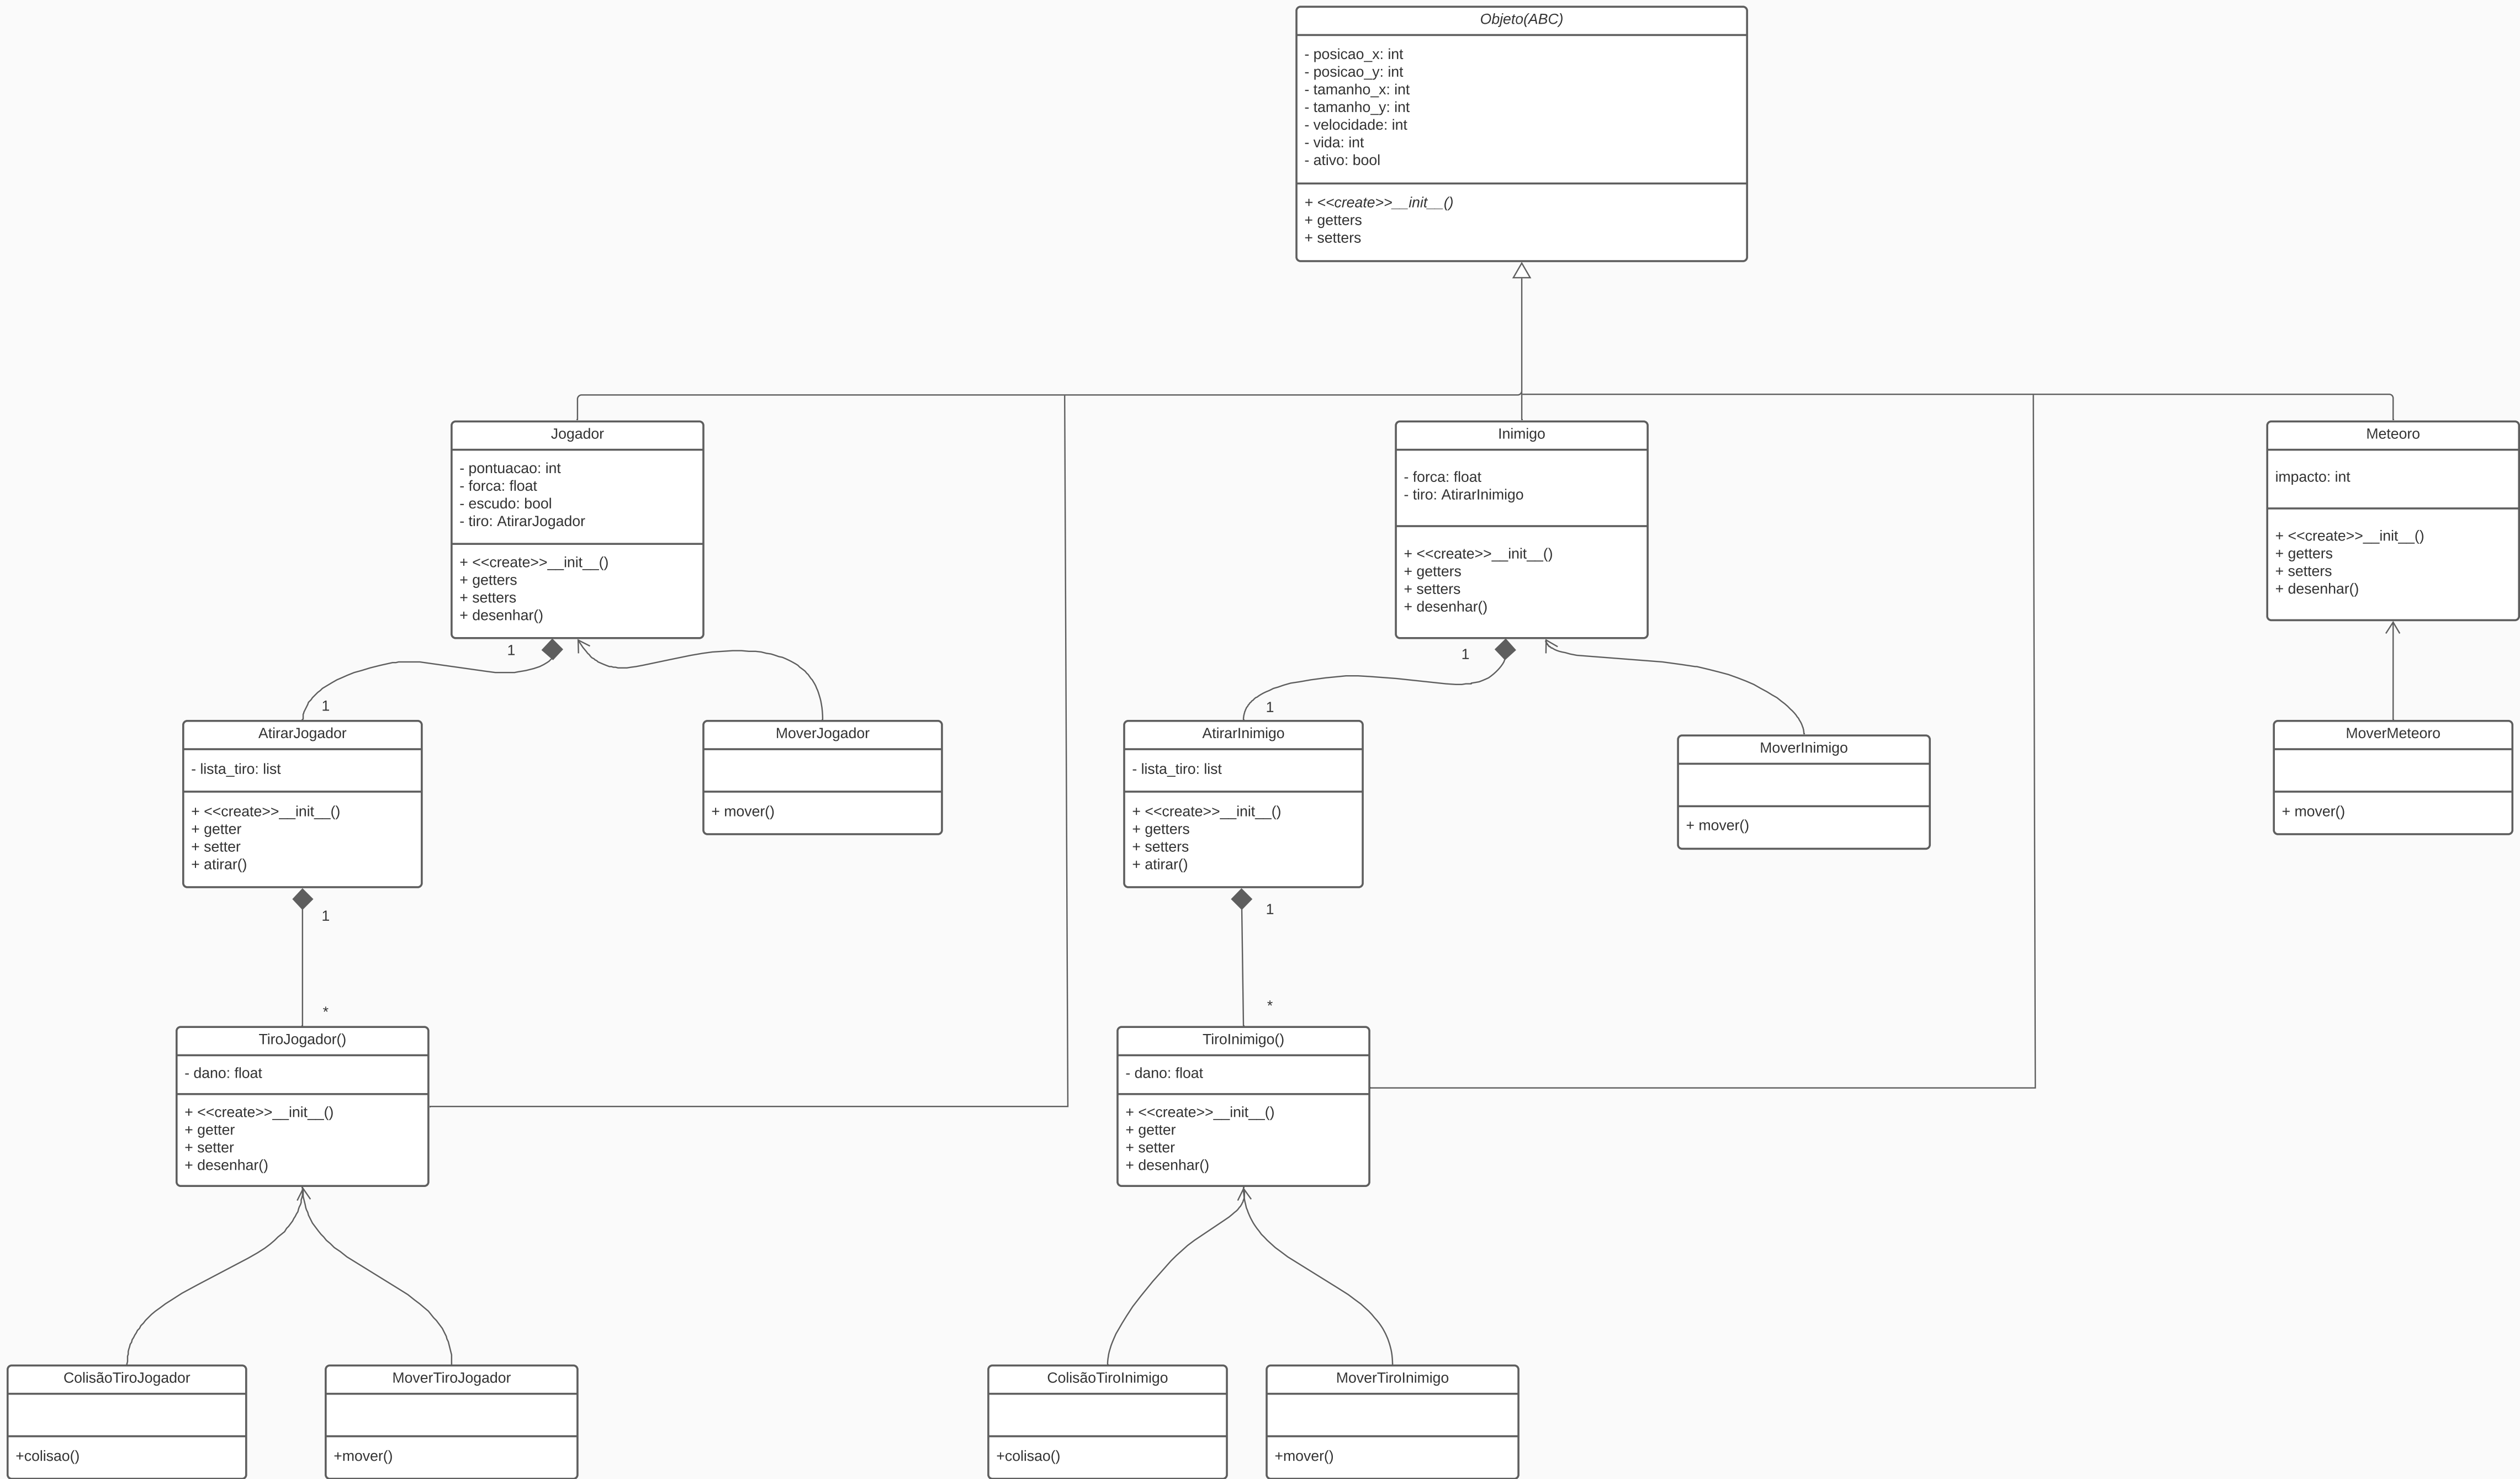 Objeto(ABC)
- posicao_x: int
- posicao_y: int
- tamanho_x: int
- tamanho_y: int
- velocidade: int
- vida: int
- ativo: bool
+ <<create>>__init__()
+ getters
+ setters
Jogador
- pontuacao: int
- forca: float
- escudo: bool
- tiro: AtirarJogador
+ <<create>>__init__()
+ getters
+ setters
+ desenhar()
Inimigo
- forca: float
- tiro: AtirarInimigo
+ <<create>>__init__()
+ getters
+ setters
+ desenhar()
Meteoro
impacto: int
+ <<create>>__init__()
+ getters
+ setters
+ desenhar()
1
1
1
1
AtirarJogador
- lista_tiro: list
+ <<create>>__init__()
+ getter
+ setter
+ atirar()
MoverJogador
+ mover()
AtirarInimigo
- lista_tiro: list
+ <<create>>__init__()
+ getters
+ setters
+ atirar()
MoverInimigo
+ mover()
MoverMeteoro
+ mover()
1
*
1
*
TiroJogador()
- dano: float
+ <<create>>__init__()
+ getter
+ setter
+ desenhar()
TiroInimigo()
- dano: float
+ <<create>>__init__()
+ getter
+ setter
+ desenhar()
ColisãoTiroJogador
+colisao()
MoverTiroJogador
+mover()
ColisãoTiroInimigo
+colisao()
MoverTiroInimigo
+mover()